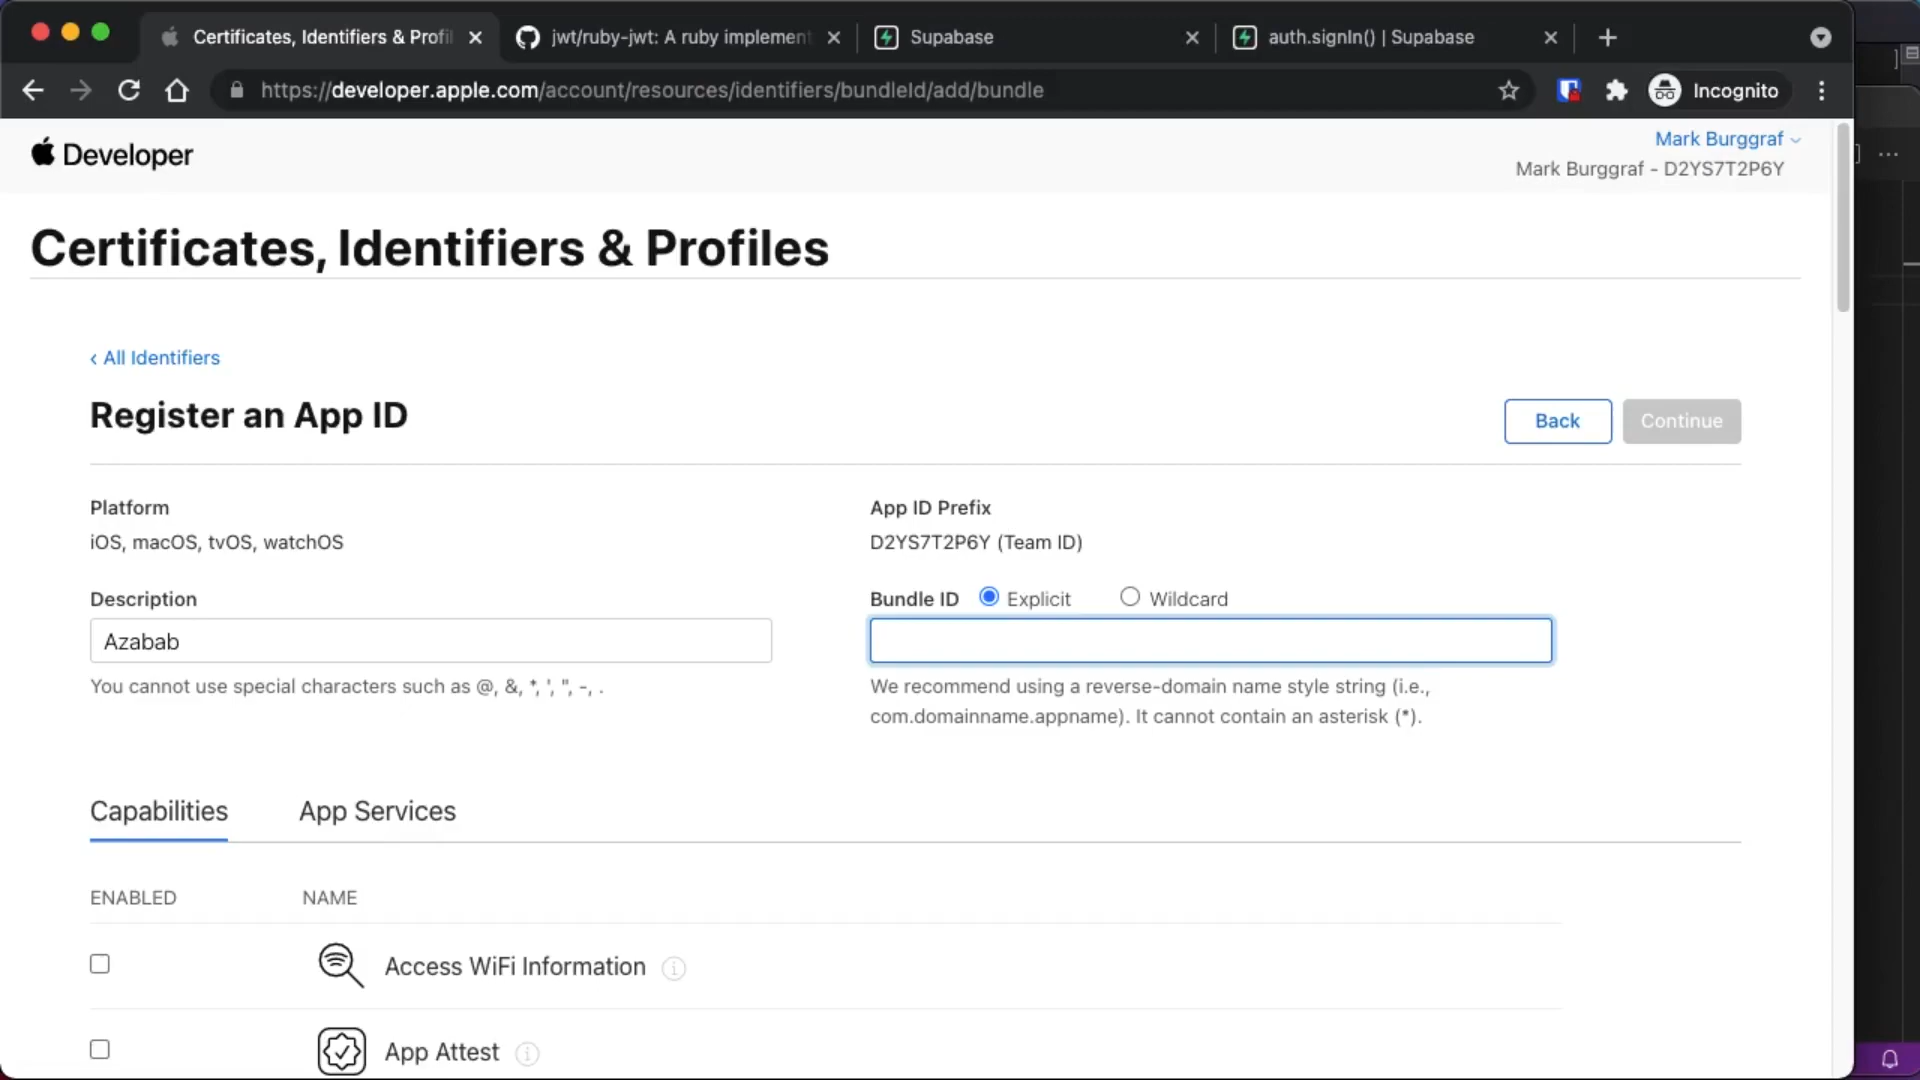 Certificates, Identifiers & Profil
jwt/ruby-jwt: A ruby implement
Supabase
auth.signIn() | Supabase
https://developer.apple.com/account/resources/identifiers/bundleId/add/bundle
Incognito
Developer
Mark Burggraf
Mark Burggraf - D2YS7T2P6Y
Certificates, Identifiers & Profiles
‹ All Identifiers
Register an App ID
Back
Continue
Platform
iOS, macOS, tvOS, watchOS
App ID Prefix
D2YS7T2P6Y (Team ID)
Description
Azabab
You cannot use special characters such as @, &, *, ', ", -, .
Bundle ID
Explicit
Wildcard
We recommend using a reverse-domain name style string (i.e.,
com.domainname.appname). It cannot contain an asterisk (*).
Capabilities
App Services
ENABLED
NAME
Access WiFi Information
App Attest